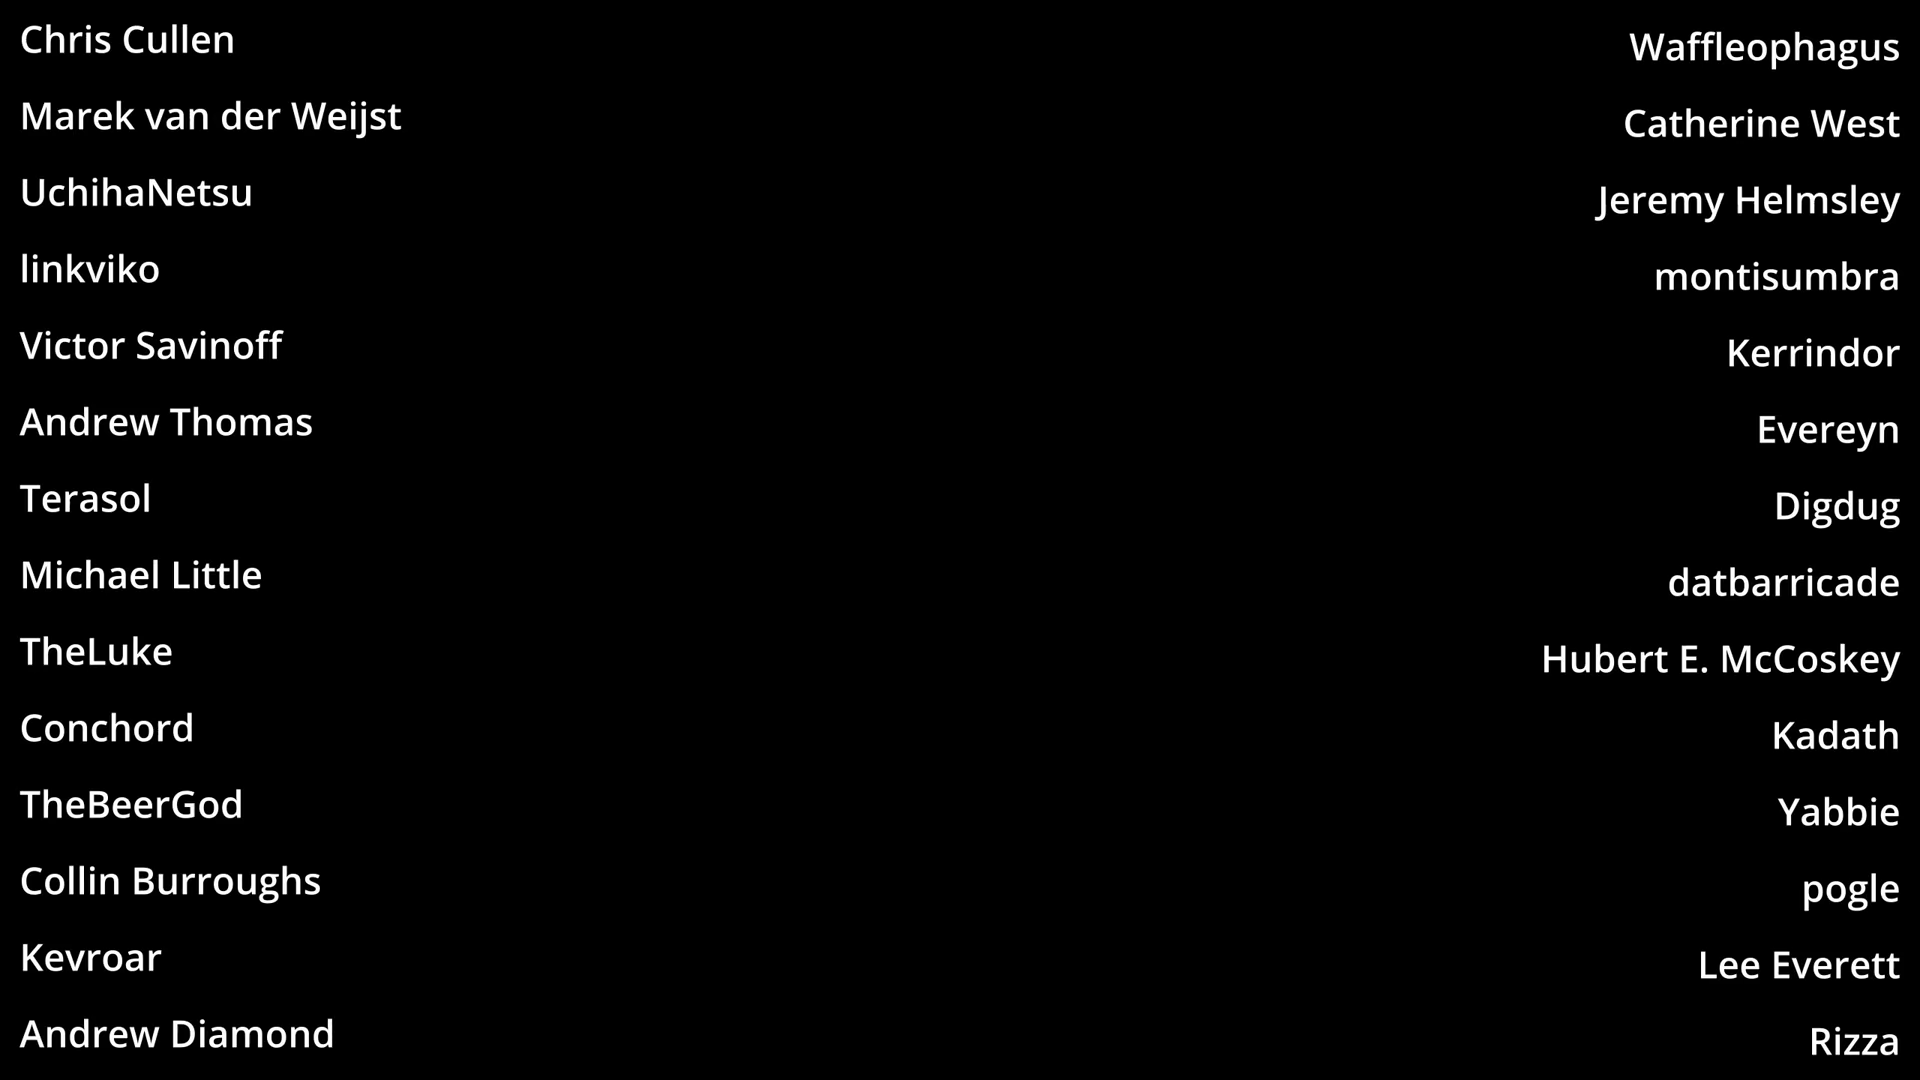 Chris Cullen
Marek van der Weijst
UchihaNetsu
linkviko
Victor Savinoff
Andrew Thomas
Terasol
Michael Little
TheLuke
Conchord
TheBeerGod
Collin Burroughs
Kevroar
Andrew Diamond
Waffleophagus
Catherine West
Jeremy Helmsley
montisumbra
Kerrindor
Evereyn
Digdug
datbarricade
Hubert E. McCoskey
Kadath
Yabbie
pogle
Lee Everett
Rizza